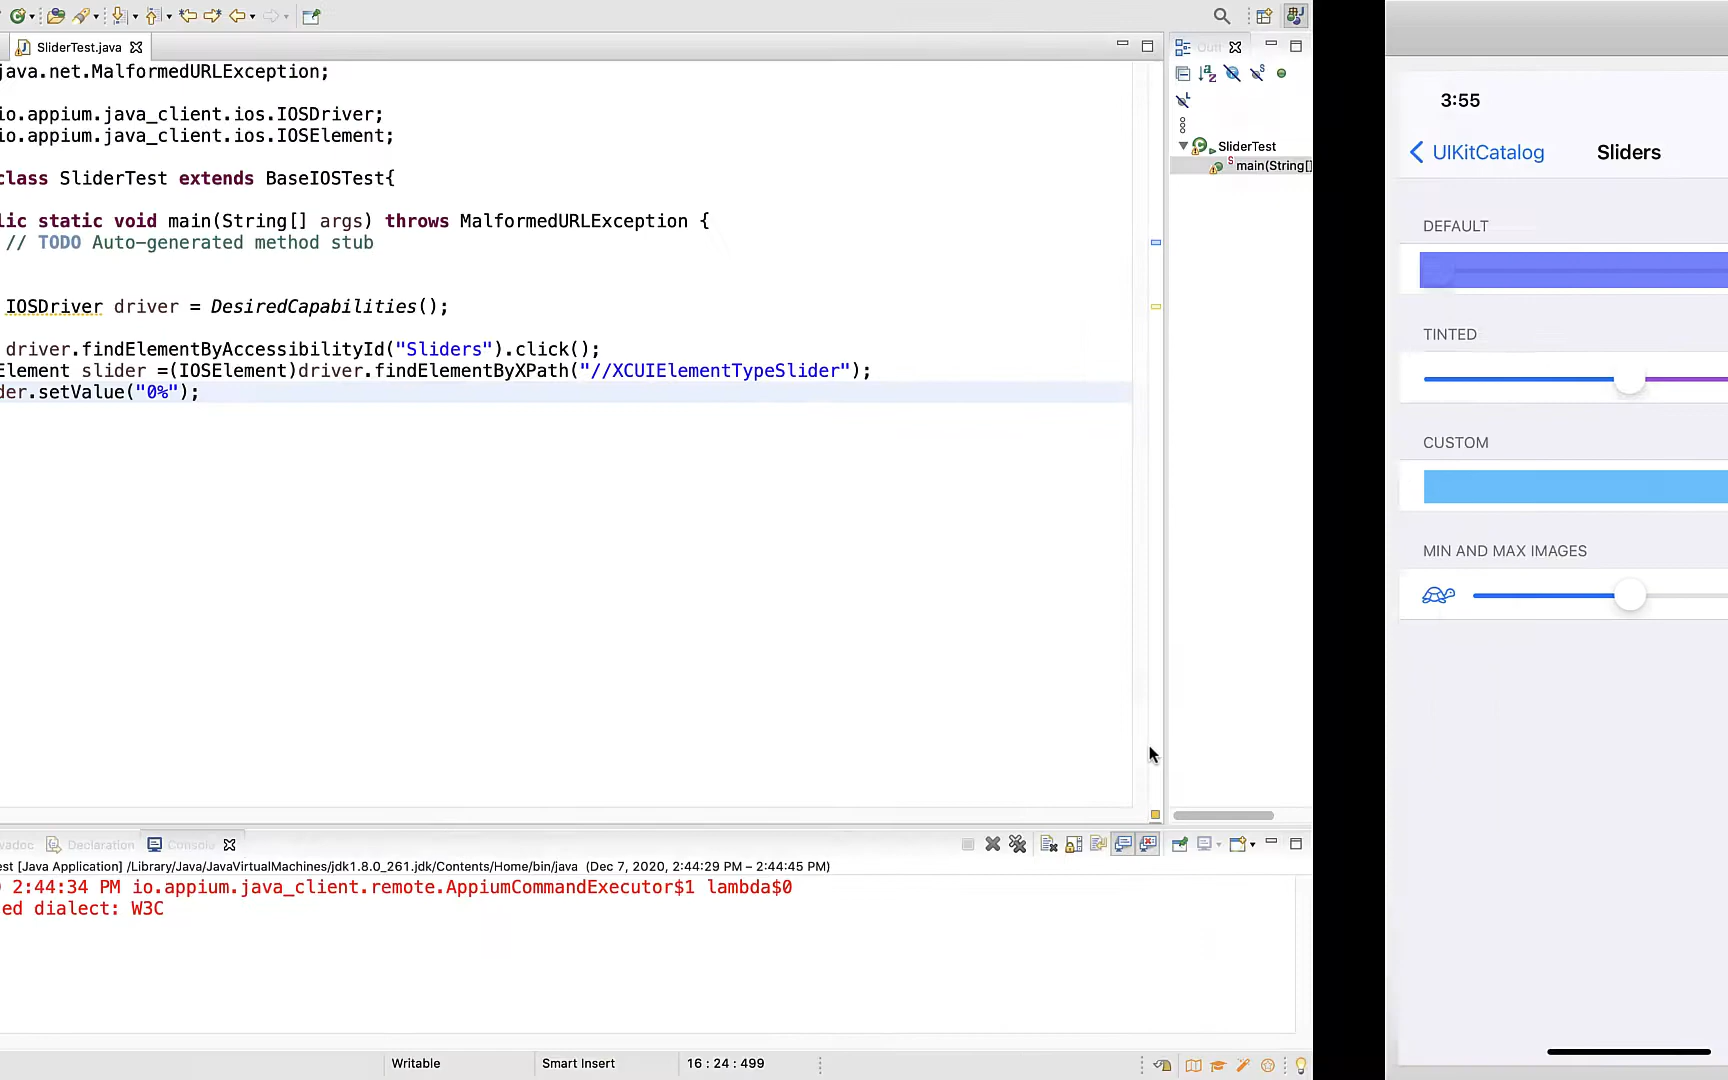 SliderTest.java
java.net.MalformedURLException;
io.appium.java_client.ios.IOSDriver;
io.appium.java_client.ios.IOSElement;
class SliderTest extends BaseIOSTest{
lic static void main(String[] args) throws MalformedURLException {
// TODO Auto-generated method stub
IOSDriver driver = DesiredCapabilities();
driver.findElementByAccessibilityId("Sliders").click();
Element slider =(IOSElement)driver.findElementByXPath("//XCUIElementTypeSlider");
der.setValue("0%");
Outl
SliderTest
main(String[]
vadoc
Declaration
Console
est [Java Application] /Library/Java/JavaVirtualMachines/jdk1.8.0_261.jdk/Contents/Home/bin/java (Dec 7, 2020, 2:44:29 PM – 2:44:45 PM)
2:44:34 PM io.appium.java_client.remote.AppiumCommandExecutor$1 lambda$0
ed dialect: W3C
Writable
Smart Insert
16 : 24 : 499
3:55
UIKitCatalog
Sliders
DEFAULT
TINTED
CUSTOM
MIN AND MAX IMAGES